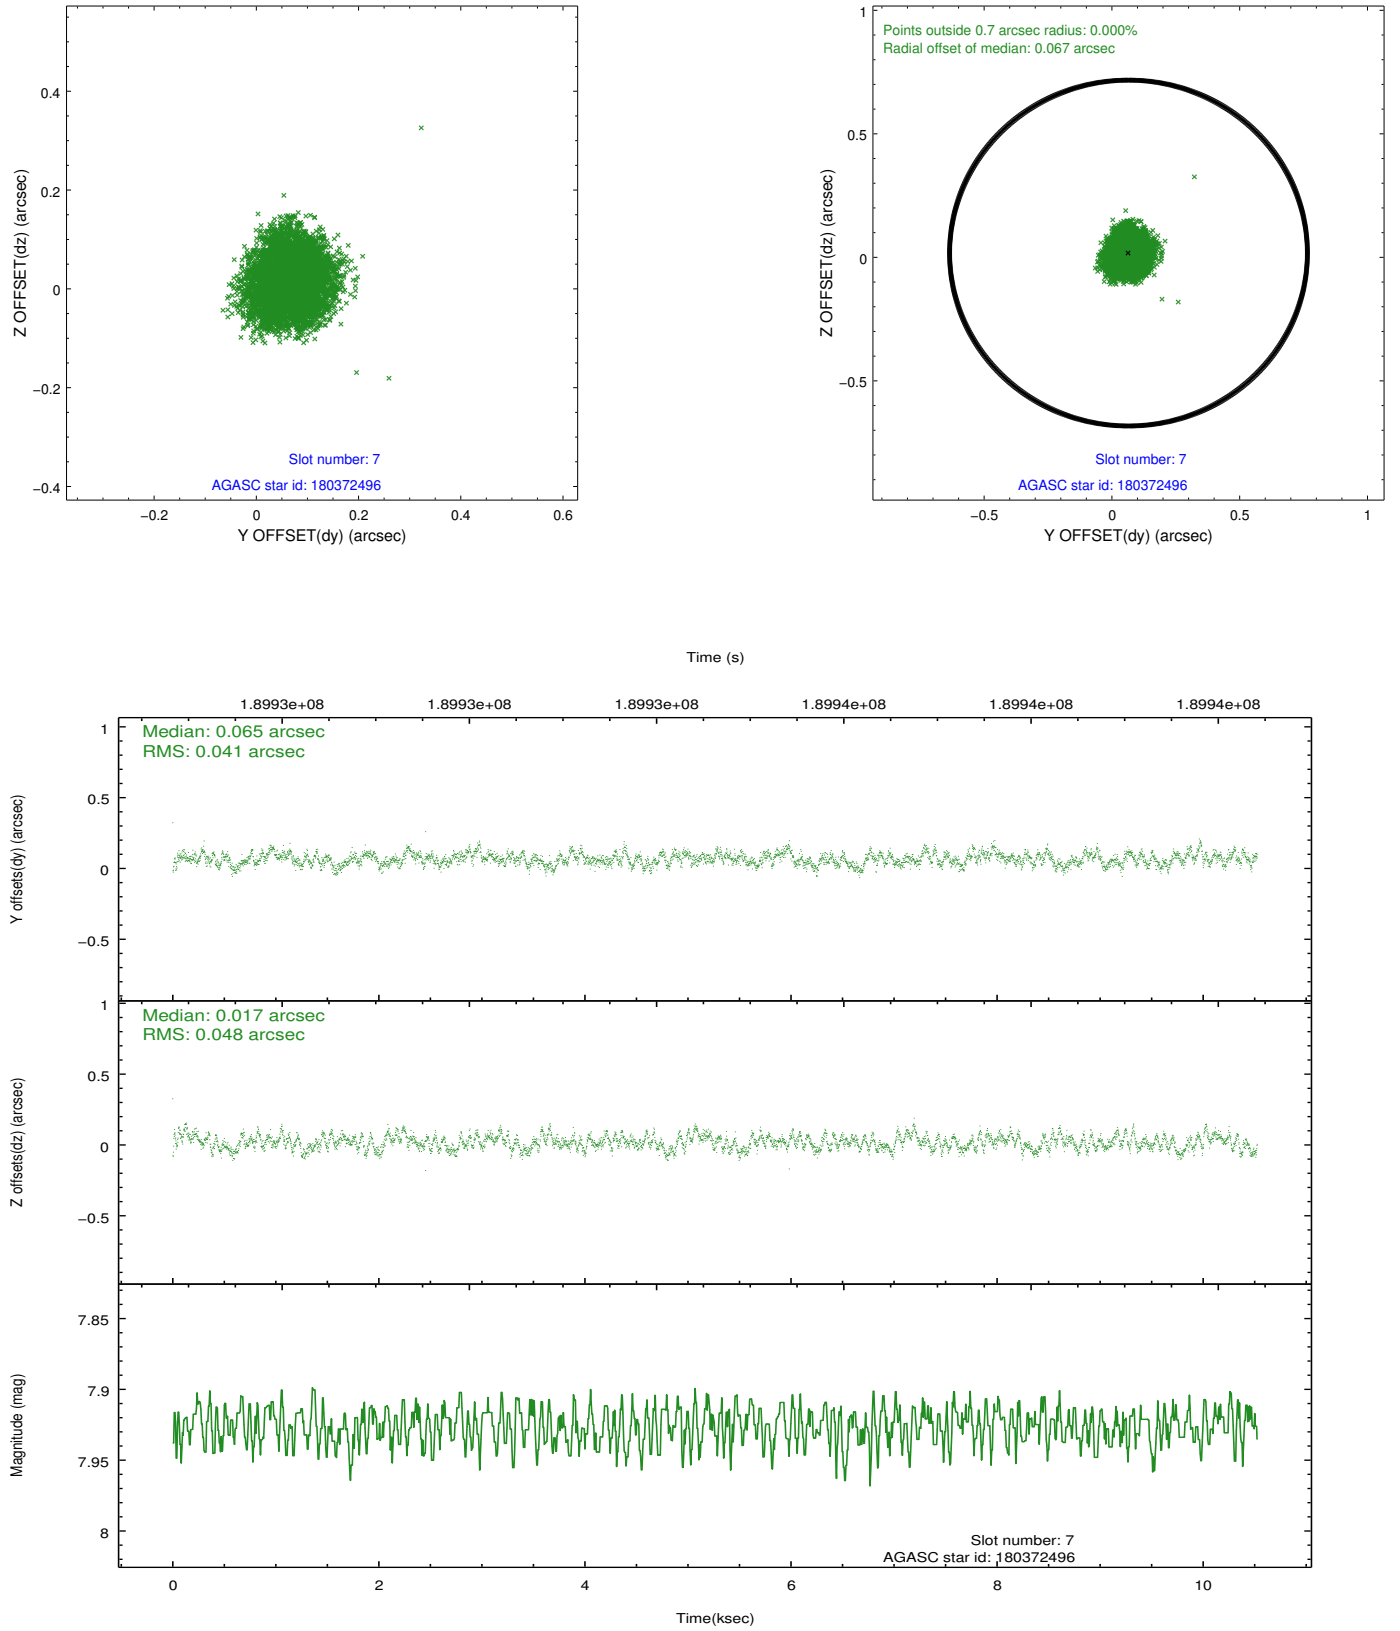 0.4
0.2
0
−0.2
−0.4
Z OFFSET(dz) (arcsec)
Slot number: 7
AGASC star id: 180372496
−0.2 0 0.2 0.4 0.6
Y OFFSET(dy) (arcsec)
1
0.5
0
−0.5
Z OFFSET(dz) (arcsec)
Points outside 0.7 arcsec radius: 0.000%
Radial offset of median: 0.067 arcsec
Slot number: 7
AGASC star id: 180372496
−0.5 0 0.5 1
Y OFFSET(dy) (arcsec)
Time (s)
1.8993e+08 1.8993e+08 1.8993e+08 1.8994e+08 1.8994e+08 1.8994e+08
1
0.5
0
−0.5
Y offsets(dy) (arcsec)
Median: 0.065 arcsec
RMS: 0.041 arcsec
1
0.5
0
−0.5
Z offsets(dz) (arcsec)
Median: 0.017 arcsec
RMS: 0.048 arcsec
7.85
7.9
7.95
8
Magnitude (mag)
Slot number: 7
AGASC star id: 180372496
0 2 4 6 8 10
Time(ksec)